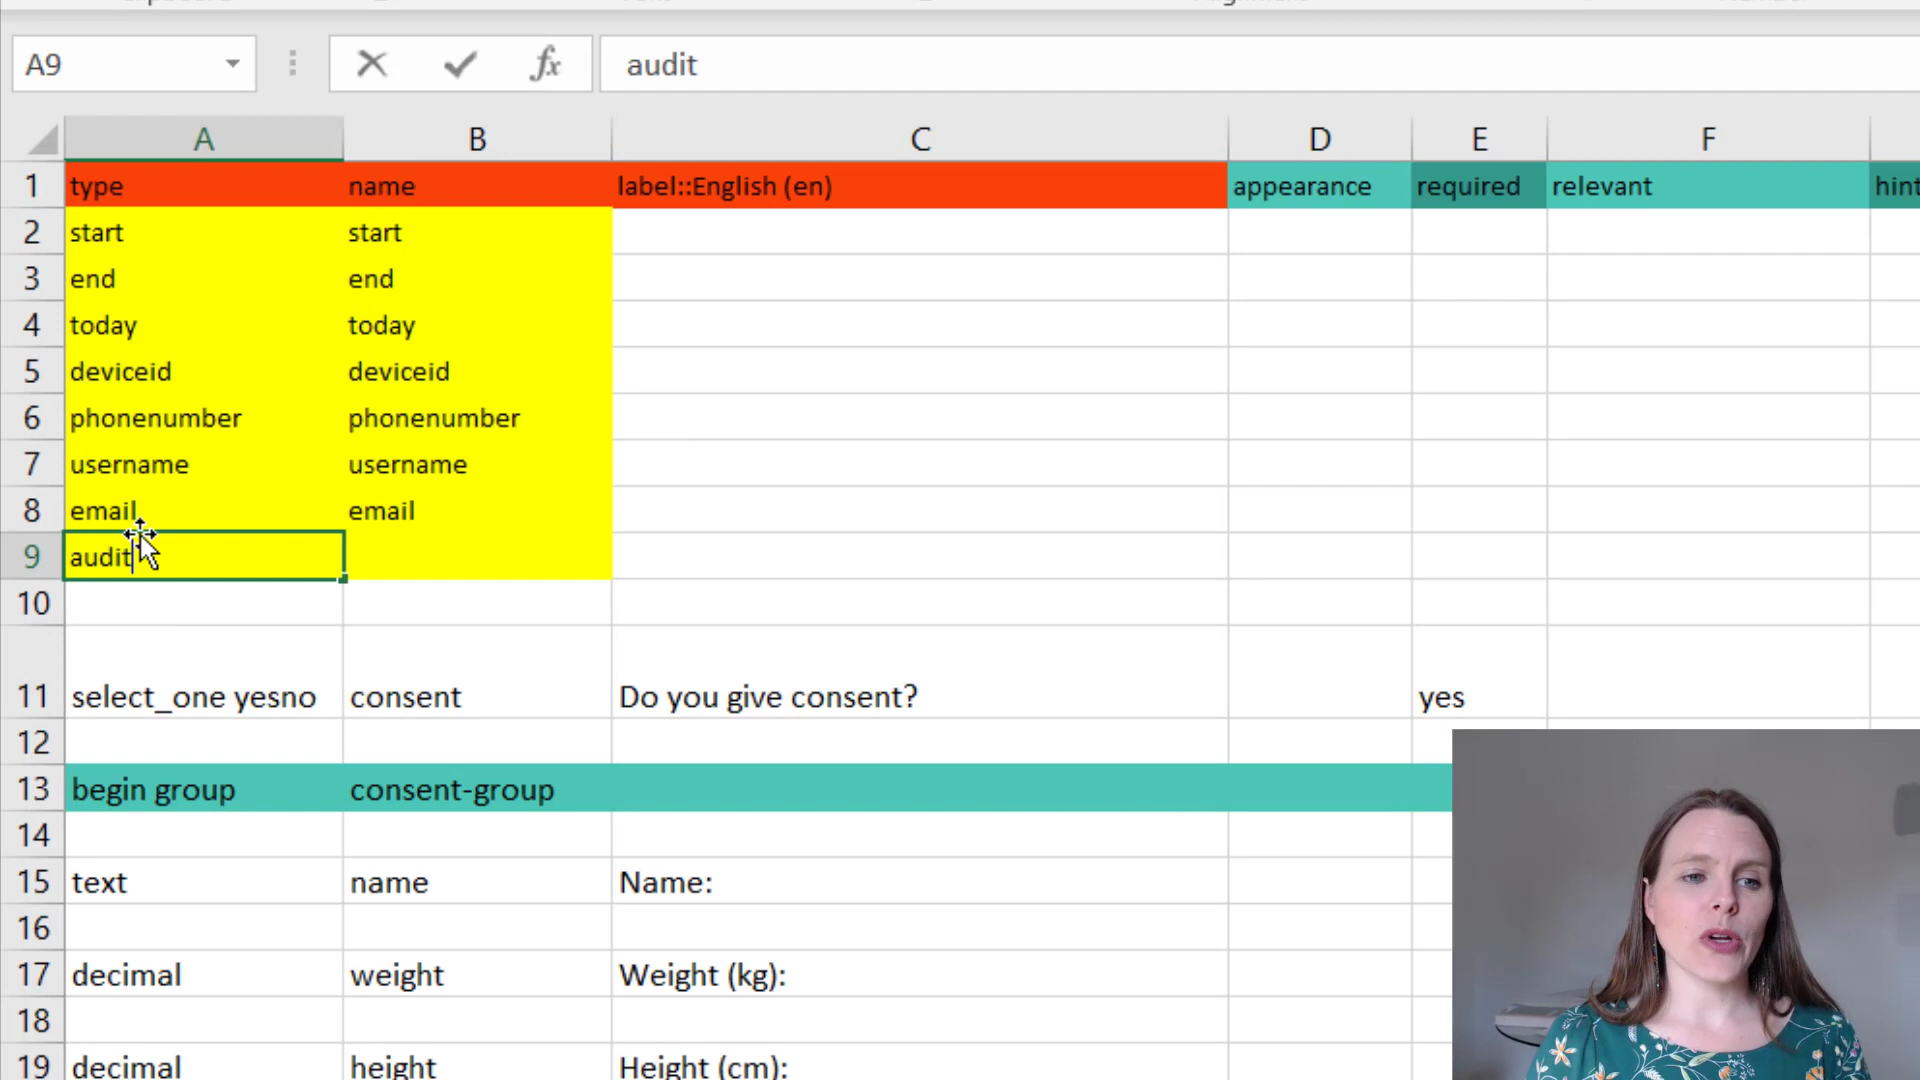 A9 fx audit
A B C D E F
1 type name label::English (en) appearance required relevant hint
2 start start
3 end end
4 today today
5 deviceid deviceid
6 phonenumber phonenumber
7 username username
8 email email
9 audit
10
11 select_one yesno consent Do you give consent? yes
12
13 begin group consent-group
14
15 text name Name:
16
17 decimal weight Weight (kg):
18
19 decimal height Height (cm):